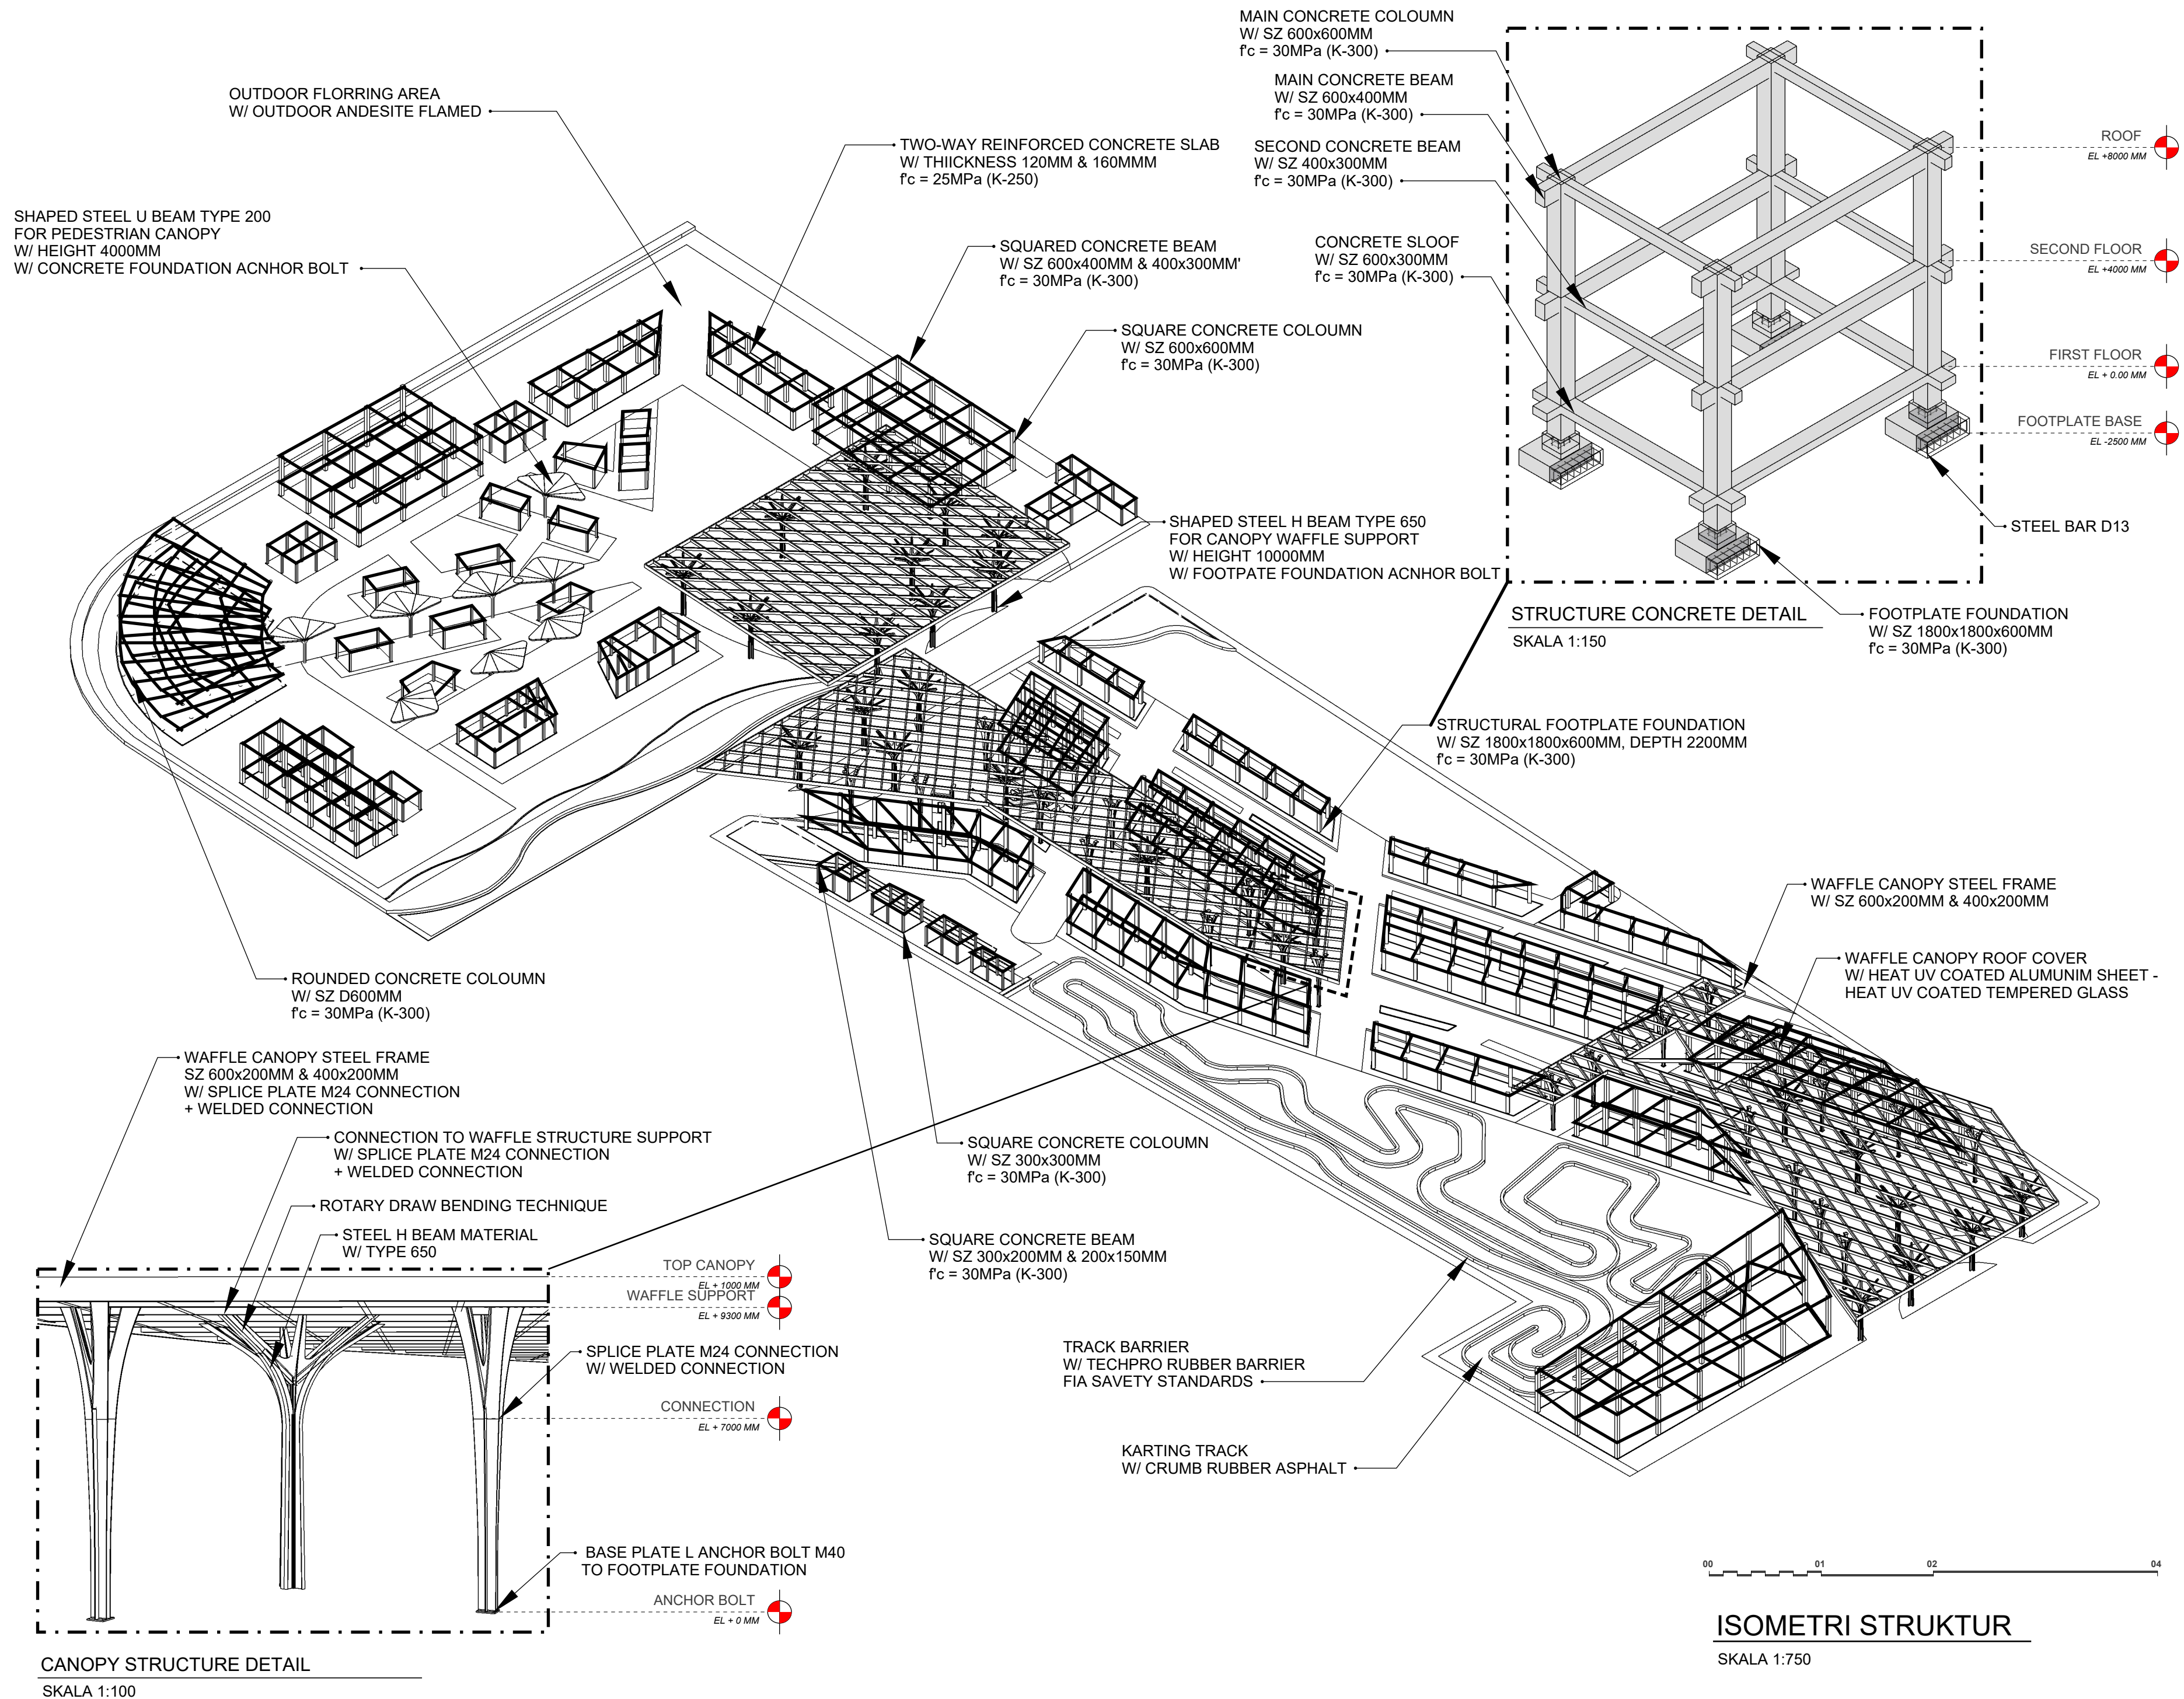 MAIN CONCRETE COLOUMN
W/ SZ 600x600MM
f'c = 30MPa (K-300)
MAIN CONCRETE BEAM
W/ SZ 600x400MM
f'c = 30MPa (K-300)
SECOND CONCRETE BEAM
W/ SZ 400x300MM
f'c = 30MPa (K-300)
CONCRETE SLOOF
W/ SZ 600x300MM
f'c = 30MPa (K-300)
ROOF
EL +8000 MM
SECOND FLOOR
EL +4000 MM
FIRST FLOOR
EL + 0.00 MM
FOOTPLATE BASE
EL -2500 MM
STEEL BAR D13
FOOTPLATE FOUNDATION
W/ SZ 1800x1800x600MM
f'c = 30MPa (K-300)
STRUCTURE CONCRETE DETAIL
SKALA 1:150
OUTDOOR FLORRING AREA
W/ OUTDOOR ANDESITE FLAMED
TWO-WAY REINFORCED CONCRETE SLAB
W/ THIICKNESS 120MM & 160MMM
f'c = 25MPa (K-250)
SHAPED STEEL U BEAM TYPE 200
FOR PEDESTRIAN CANOPY
W/ HEIGHT 4000MM
W/ CONCRETE FOUNDATION ACNHOR BOLT
SQUARED CONCRETE BEAM
W/ SZ 600x400MM & 400x300MM'
f'c = 30MPa (K-300)
SQUARE CONCRETE COLOUMN
W/ SZ 600x600MM
f'c = 30MPa (K-300)
SHAPED STEEL H BEAM TYPE 650
FOR CANOPY WAFFLE SUPPORT
W/ HEIGHT 10000MM
W/ FOOTPATE FOUNDATION ACNHOR BOLT
STRUCTURAL FOOTPLATE FOUNDATION
W/ SZ 1800x1800x600MM, DEPTH 2200MM
f'c = 30MPa (K-300)
WAFFLE CANOPY STEEL FRAME
W/ SZ 600x200MM & 400x200MM
WAFFLE CANOPY ROOF COVER
W/ HEAT UV COATED ALUMUNIM SHEET -
HEAT UV COATED TEMPERED GLASS
ROUNDED CONCRETE COLOUMN
W/ SZ D600MM
f'c = 30MPa (K-300)
WAFFLE CANOPY STEEL FRAME
SZ 600x200MM & 400x200MM
W/ SPLICE PLATE M24 CONNECTION
+ WELDED CONNECTION
CONNECTION TO WAFFLE STRUCTURE SUPPORT
W/ SPLICE PLATE M24 CONNECTION
+ WELDED CONNECTION
ROTARY DRAW BENDING TECHNIQUE
STEEL H BEAM MATERIAL
W/ TYPE 650
SQUARE CONCRETE COLOUMN
W/ SZ 300x300MM
f'c = 30MPa (K-300)
SQUARE CONCRETE BEAM
W/ SZ 300x200MM & 200x150MM
f'c = 30MPa (K-300)
TOP CANOPY
EL + 1000 MM
WAFFLE SUPPORT
EL + 9300 MM
SPLICE PLATE M24 CONNECTION
W/ WELDED CONNECTION
CONNECTION
EL + 7000 MM
BASE PLATE L ANCHOR BOLT M40
TO FOOTPLATE FOUNDATION
ANCHOR BOLT
EL + 0 MM
CANOPY STRUCTURE DETAIL
SKALA 1:100
TRACK BARRIER
W/ TECHPRO RUBBER BARRIER
FIA SAVETY STANDARDS
KARTING TRACK
W/ CRUMB RUBBER ASPHALT
00 01 02 04
ISOMETRI STRUKTUR
SKALA 1:750